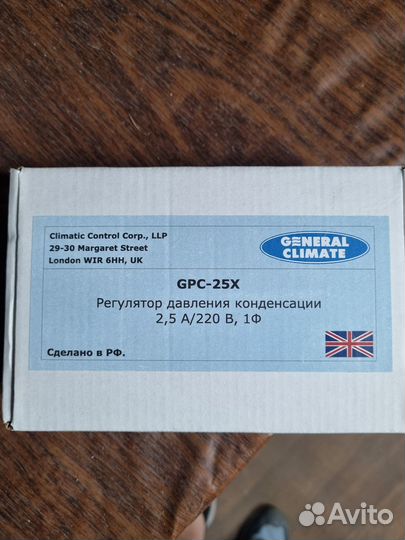 Climatic Control Corp., LLP
29-30 Margaret Street
London WIR 6HH, UK
GENERAL
CLIMATE
GPC-25X
Регулятор давления конденсации
2,5 А/220 В, 1Ф
Сделано в РФ.
Avito